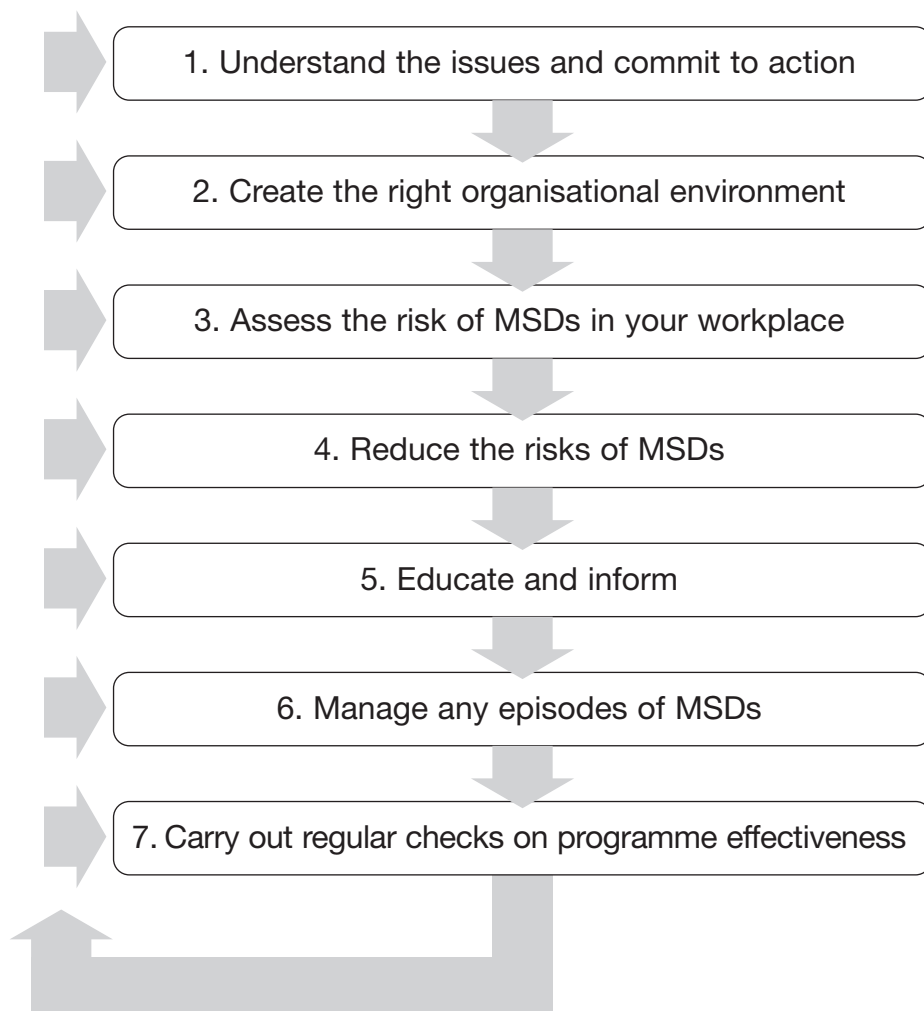 1. Understand the issues and commit to action
2. Create the right organisational environment
3. Assess the risk of MSDs in your workplace
4. Reduce the risks of MSDs
5. Educate and inform
6. Manage any episodes of MSDs
7. Carry out regular checks on programme effectiveness